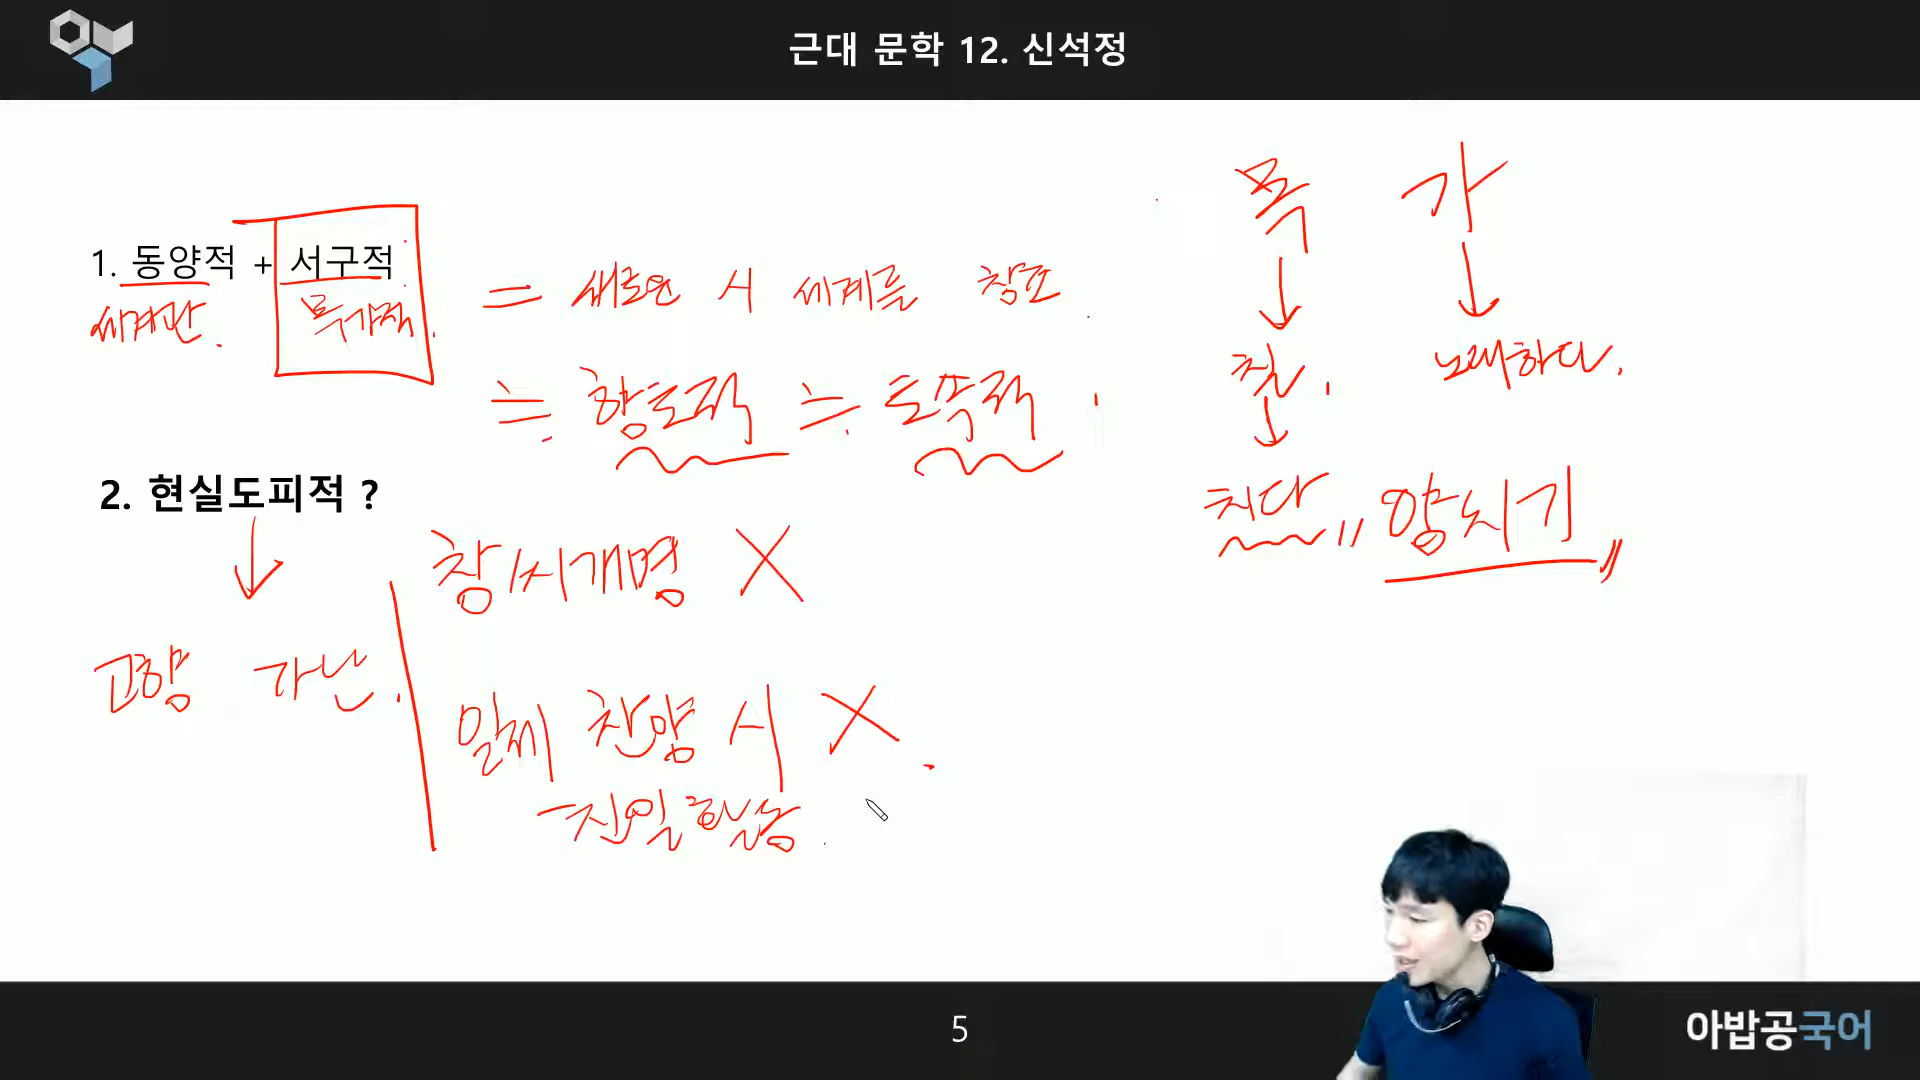 근대 문학 12. 신석정
1. 동양적 + 서구적
세계관. 목가적.
= 새로운 시 세계를 창조
≒ 향토적 ≒ 토속적.
2. 현실도피적 ?
고향 가난.
창씨개명 X
일제 찬양 시 X.
친일 활동.
목 가
↓ ↓
칠. 노래하다.
↓
치다 "양치기"
5
아밥공국어